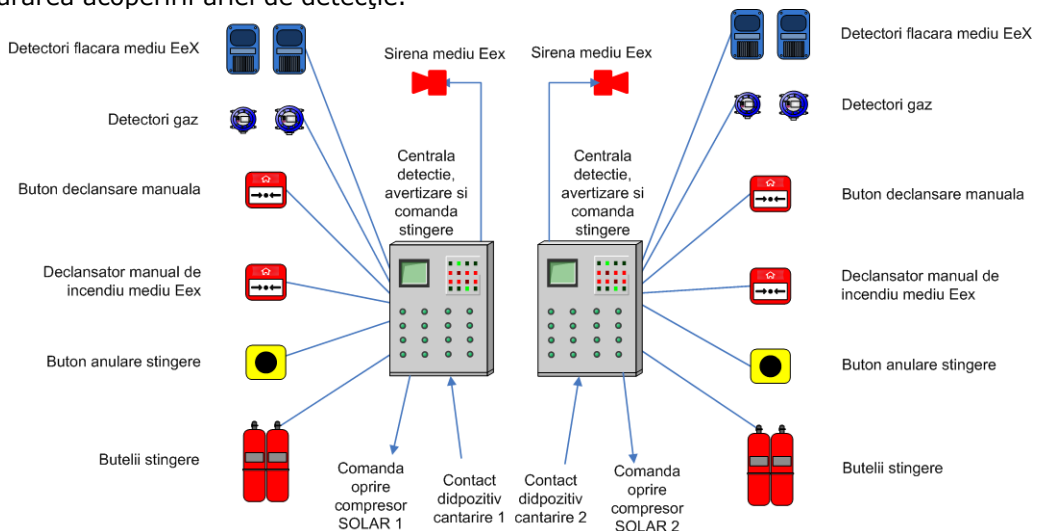 urarea acoperirii ariei de detecţie.
Detectori flacara mediu EeX
Sirena mediu Eex
Sirena mediu Eex
Detectori flacara mediu EeX
Detectori gaz
Detectori gaz
Centrala
detectie,
avertizare si
comanda
stingere
Centrala
detectie,
avertizare si
comanda
stingere
Buton declansare manuala
Buton declansare manuala
Declansator manual de
incendiu mediu Eex
Declansator manual de
incendiu mediu Eex
Buton anulare stingere
Buton anulare stingere
Butelii stingere
Butelii stingere
Comanda
oprire
compresor
SOLAR 1
Contact
didpozitiv
cantarire 1
Contact
didpozitiv
cantarire 2
Comanda
oprire
compresor
SOLAR 2